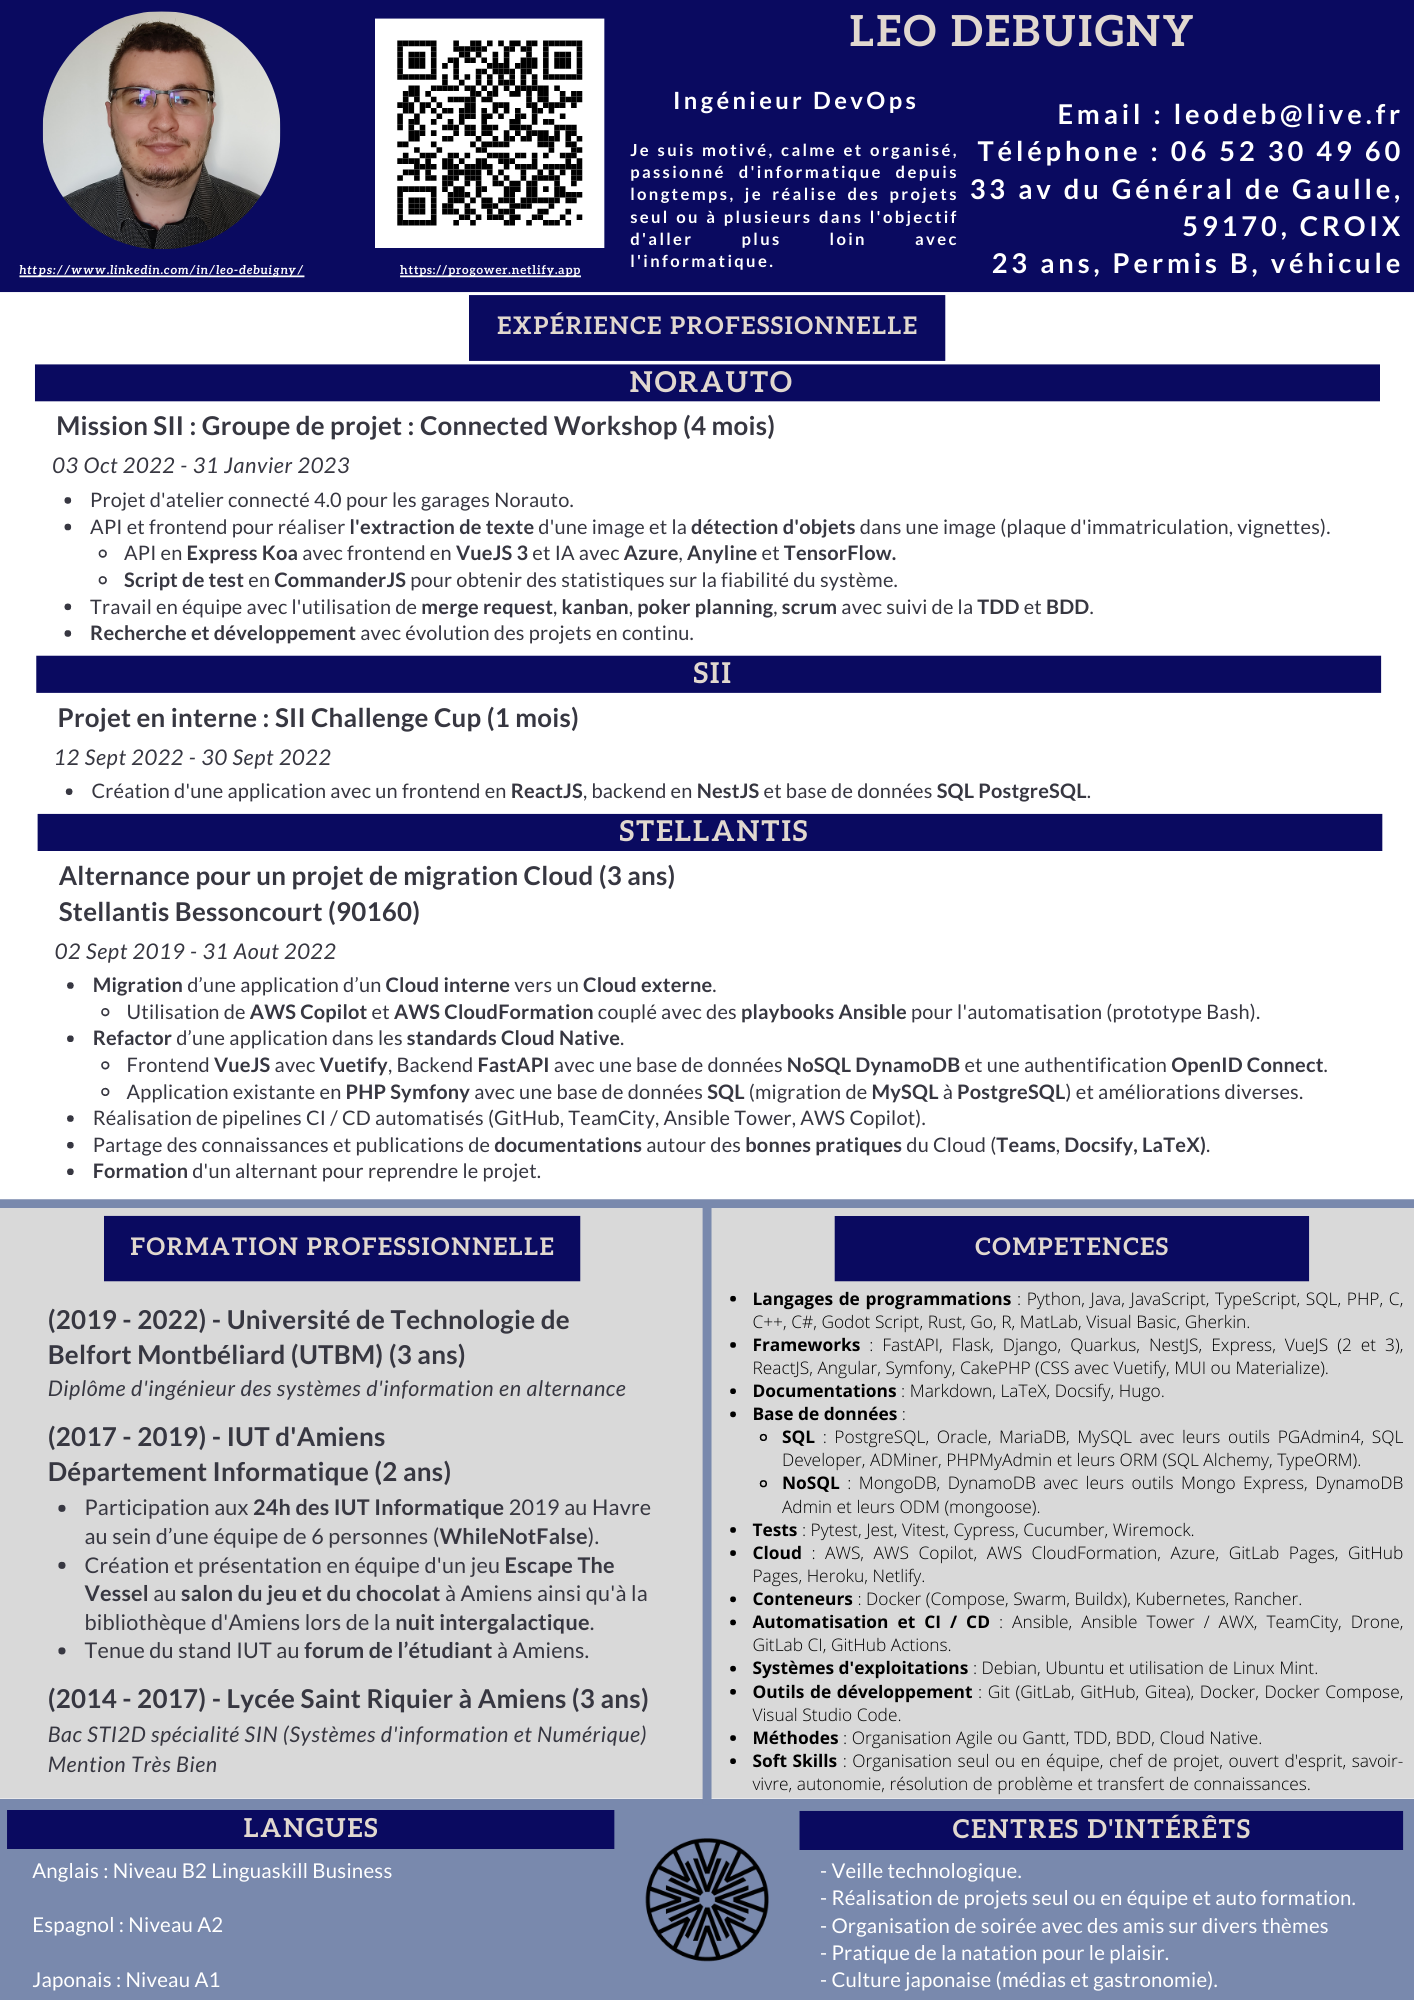 LEO DEBUIGNY
Ingénieur DevOps
Je suis motivé, calme et organisé,
passionné d'informatique depuis
longtemps, je réalise des projets
seul ou à plusieurs dans l'objectif
d'aller plus loin avec
l'informatique.
Email : leodeb@live.fr
Téléphone : 06 52 30 49 60
33 av du Général de Gaulle,
59170, CROIX
23 ans, Permis B, véhicule
https://www.linkedin.com/in/leo-debuigny/
https://progower.netlify.app
EXPÉRIENCE PROFESSIONNELLE
NORAUTO
Mission SII : Groupe de projet : Connected Workshop (4 mois)
03 Oct 2022 - 31 Janvier 2023
• Projet d'atelier connecté 4.0 pour les garages Norauto.
• API et frontend pour réaliser l'extraction de texte d'une image et la détection d'objets dans une image (plaque d'immatriculation, vignettes).
◦ API en Express Koa avec frontend en VueJS 3 et IA avec Azure, Anyline et TensorFlow.
◦ Script de test en CommanderJS pour obtenir des statistiques sur la fiabilité du système.
• Travail en équipe avec l'utilisation de merge request, kanban, poker planning, scrum avec suivi de la TDD et BDD.
• Recherche et développement avec évolution des projets en continu.
SII
Projet en interne : SII Challenge Cup (1 mois)
12 Sept 2022 - 30 Sept 2022
• Création d'une application avec un frontend en ReactJS, backend en NestJS et base de données SQL PostgreSQL.
STELLANTIS
Alternance pour un projet de migration Cloud (3 ans)
Stellantis Bessoncourt (90160)
02 Sept 2019 - 31 Aout 2022
• Migration d’une application d’un Cloud interne vers un Cloud externe.
◦ Utilisation de AWS Copilot et AWS CloudFormation couplé avec des playbooks Ansible pour l'automatisation (prototype Bash).
• Refactor d’une application dans les standards Cloud Native.
◦ Frontend VueJS avec Vuetify, Backend FastAPI avec une base de données NoSQL DynamoDB et une authentification OpenID Connect.
◦ Application existante en PHP Symfony avec une base de données SQL (migration de MySQL à PostgreSQL) et améliorations diverses.
• Réalisation de pipelines CI / CD automatisés (GitHub, TeamCity, Ansible Tower, AWS Copilot).
• Partage des connaissances et publications de documentations autour des bonnes pratiques du Cloud (Teams, Docsify, LaTeX).
• Formation d'un alternant pour reprendre le projet.
FORMATION PROFESSIONNELLE
(2019 - 2022) - Université de Technologie de
Belfort Montbéliard (UTBM) (3 ans)
Diplôme d'ingénieur des systèmes d'information en alternance
(2017 - 2019) - IUT d'Amiens
Département Informatique (2 ans)
• Participation aux 24h des IUT Informatique 2019 au Havre
au sein d’une équipe de 6 personnes (WhileNotFalse).
• Création et présentation en équipe d'un jeu Escape The
Vessel au salon du jeu et du chocolat à Amiens ainsi qu'à la
bibliothèque d'Amiens lors de la nuit intergalactique.
• Tenue du stand IUT au forum de l’étudiant à Amiens.
(2014 - 2017) - Lycée Saint Riquier à Amiens (3 ans)
Bac STI2D spécialité SIN (Systèmes d'information et Numérique)
Mention Très Bien
COMPETENCES
• Langages de programmations : Python, Java, JavaScript, TypeScript, SQL, PHP, C,
C++, C#, Godot Script, Rust, Go, R, MatLab, Visual Basic, Gherkin.
• Frameworks : FastAPI, Flask, Django, Quarkus, NestJS, Express, VueJS (2 et 3),
ReactJS, Angular, Symfony, CakePHP (CSS avec Vuetify, MUI ou Materialize).
• Documentations : Markdown, LaTeX, Docsify, Hugo.
• Base de données :
◦ SQL : PostgreSQL, Oracle, MariaDB, MySQL avec leurs outils PGAdmin4, SQL
Developer, ADMiner, PHPMyAdmin et leurs ORM (SQL Alchemy, TypeORM).
◦ NoSQL : MongoDB, DynamoDB avec leurs outils Mongo Express, DynamoDB
Admin et leurs ODM (mongoose).
• Tests : Pytest, Jest, Vitest, Cypress, Cucumber, Wiremock.
• Cloud : AWS, AWS Copilot, AWS CloudFormation, Azure, GitLab Pages, GitHub
Pages, Heroku, Netlify.
• Conteneurs : Docker (Compose, Swarm, Buildx), Kubernetes, Rancher.
• Automatisation et CI / CD : Ansible, Ansible Tower / AWX, TeamCity, Drone,
GitLab CI, GitHub Actions.
• Systèmes d'exploitations : Debian, Ubuntu et utilisation de Linux Mint.
• Outils de développement : Git (GitLab, GitHub, Gitea), Docker, Docker Compose,
Visual Studio Code.
• Méthodes : Organisation Agile ou Gantt, TDD, BDD, Cloud Native.
• Soft Skills : Organisation seul ou en équipe, chef de projet, ouvert d'esprit, savoir-
vivre, autonomie, résolution de problème et transfert de connaissances.
LANGUES
Anglais : Niveau B2 Linguaskill Business
Espagnol : Niveau A2
Japonais : Niveau A1
CENTRES D'INTÉRÊTS
- Veille technologique.
- Réalisation de projets seul ou en équipe et auto formation.
- Organisation de soirée avec des amis sur divers thèmes
- Pratique de la natation pour le plaisir.
- Culture japonaise (médias et gastronomie).